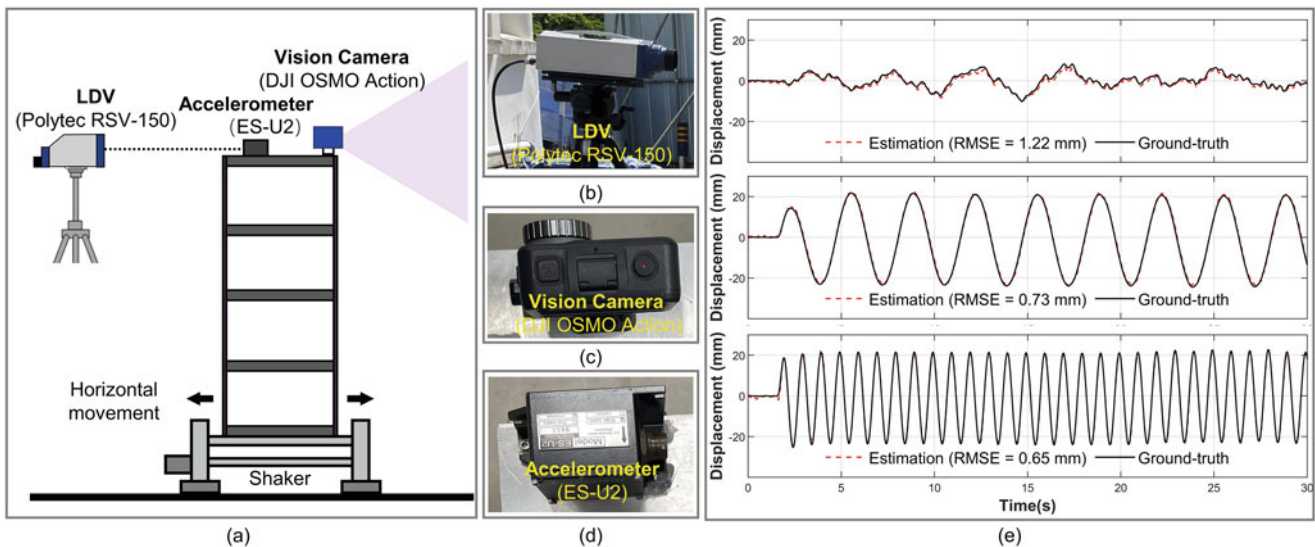 Vision Camera
(DJI OSMO Action)
LDV
(Polytec RSV-150)
Accelerometer
(ES-U2)
Horizontal
movement
Shaker
(a)
LDV
(Polytec RSV-150)
(b)
Vision Camera
(DJI OSMO Action)
(c)
Model ES-U2
Accelerometer
(ES-U2)
(d)
Displacement (mm)
20
0
-20
Estimation (RMSE = 1.22 mm)
Ground-truth
Displacement (mm)
20
0
-20
Estimation (RMSE = 0.73 mm)
Ground-truth
Displacement (mm)
20
0
-20
Estimation (RMSE = 0.65 mm)
Ground-truth
0 5 10 15 20 25 30
Time(s)
(e)